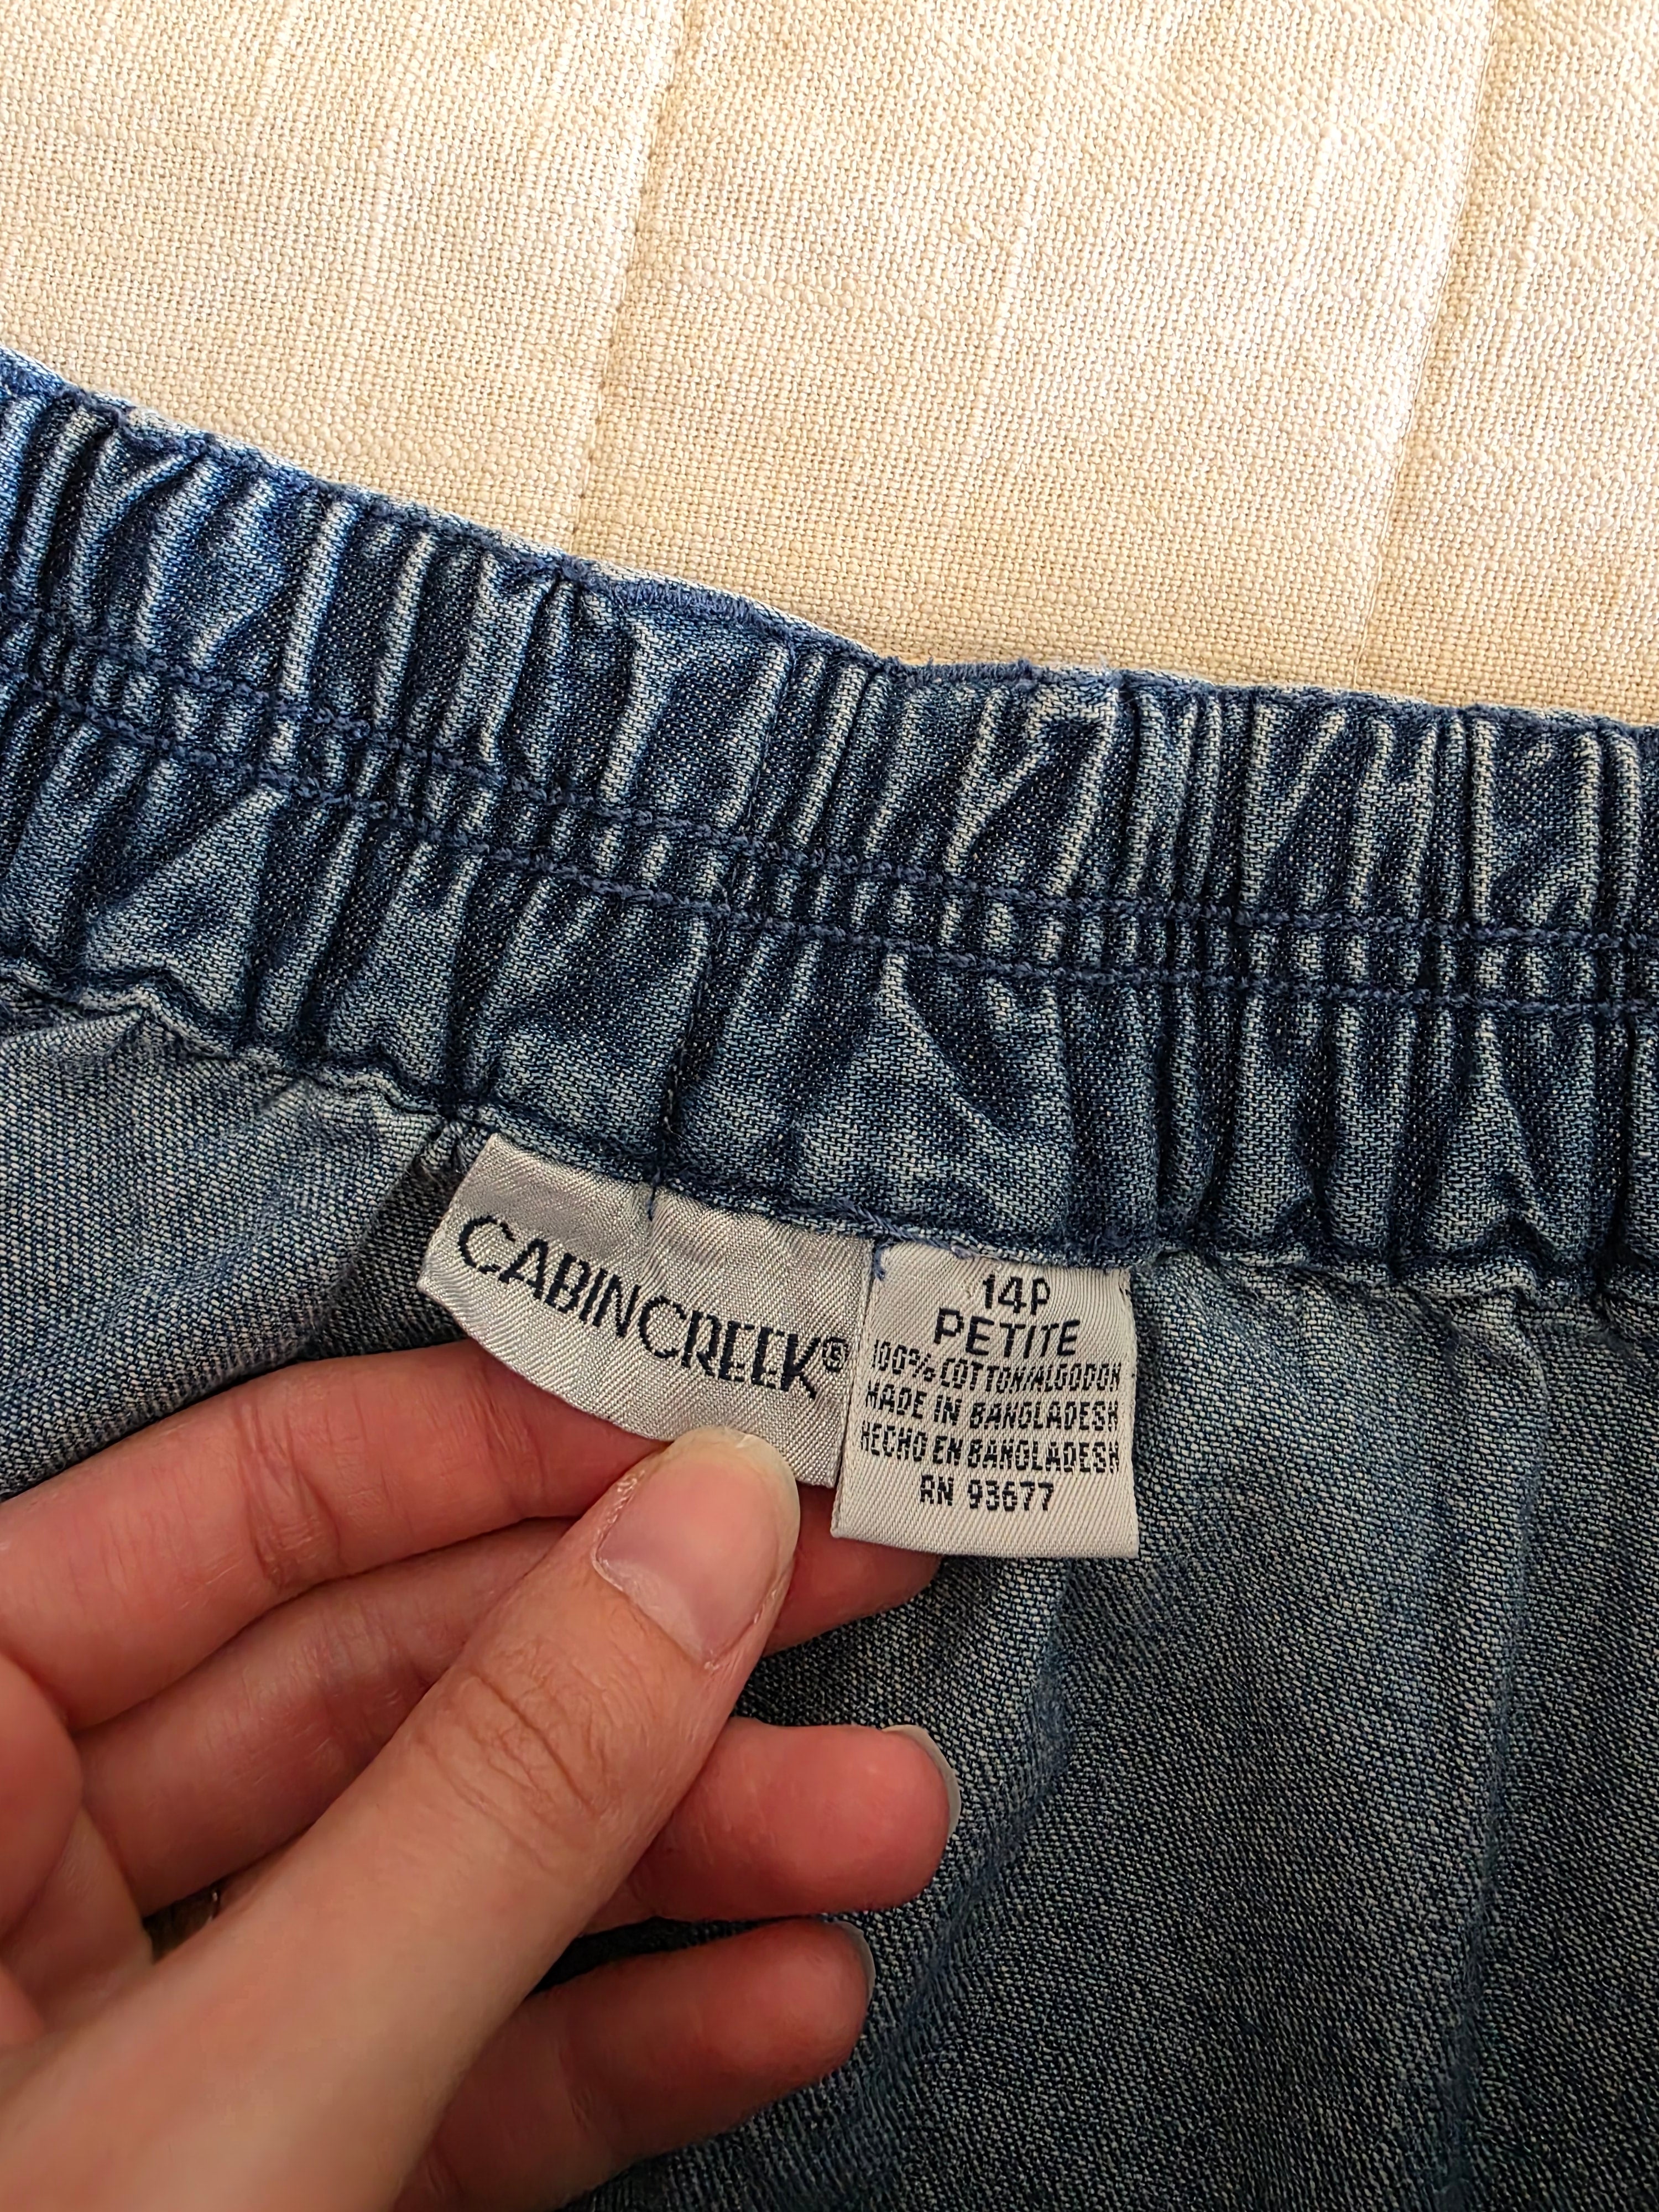 CABINCREEK®
14P
PETITE
100% COTTON/ALGODON
MADE IN BANGLADESH
HECHO EN BANGLADESH
RN 93677